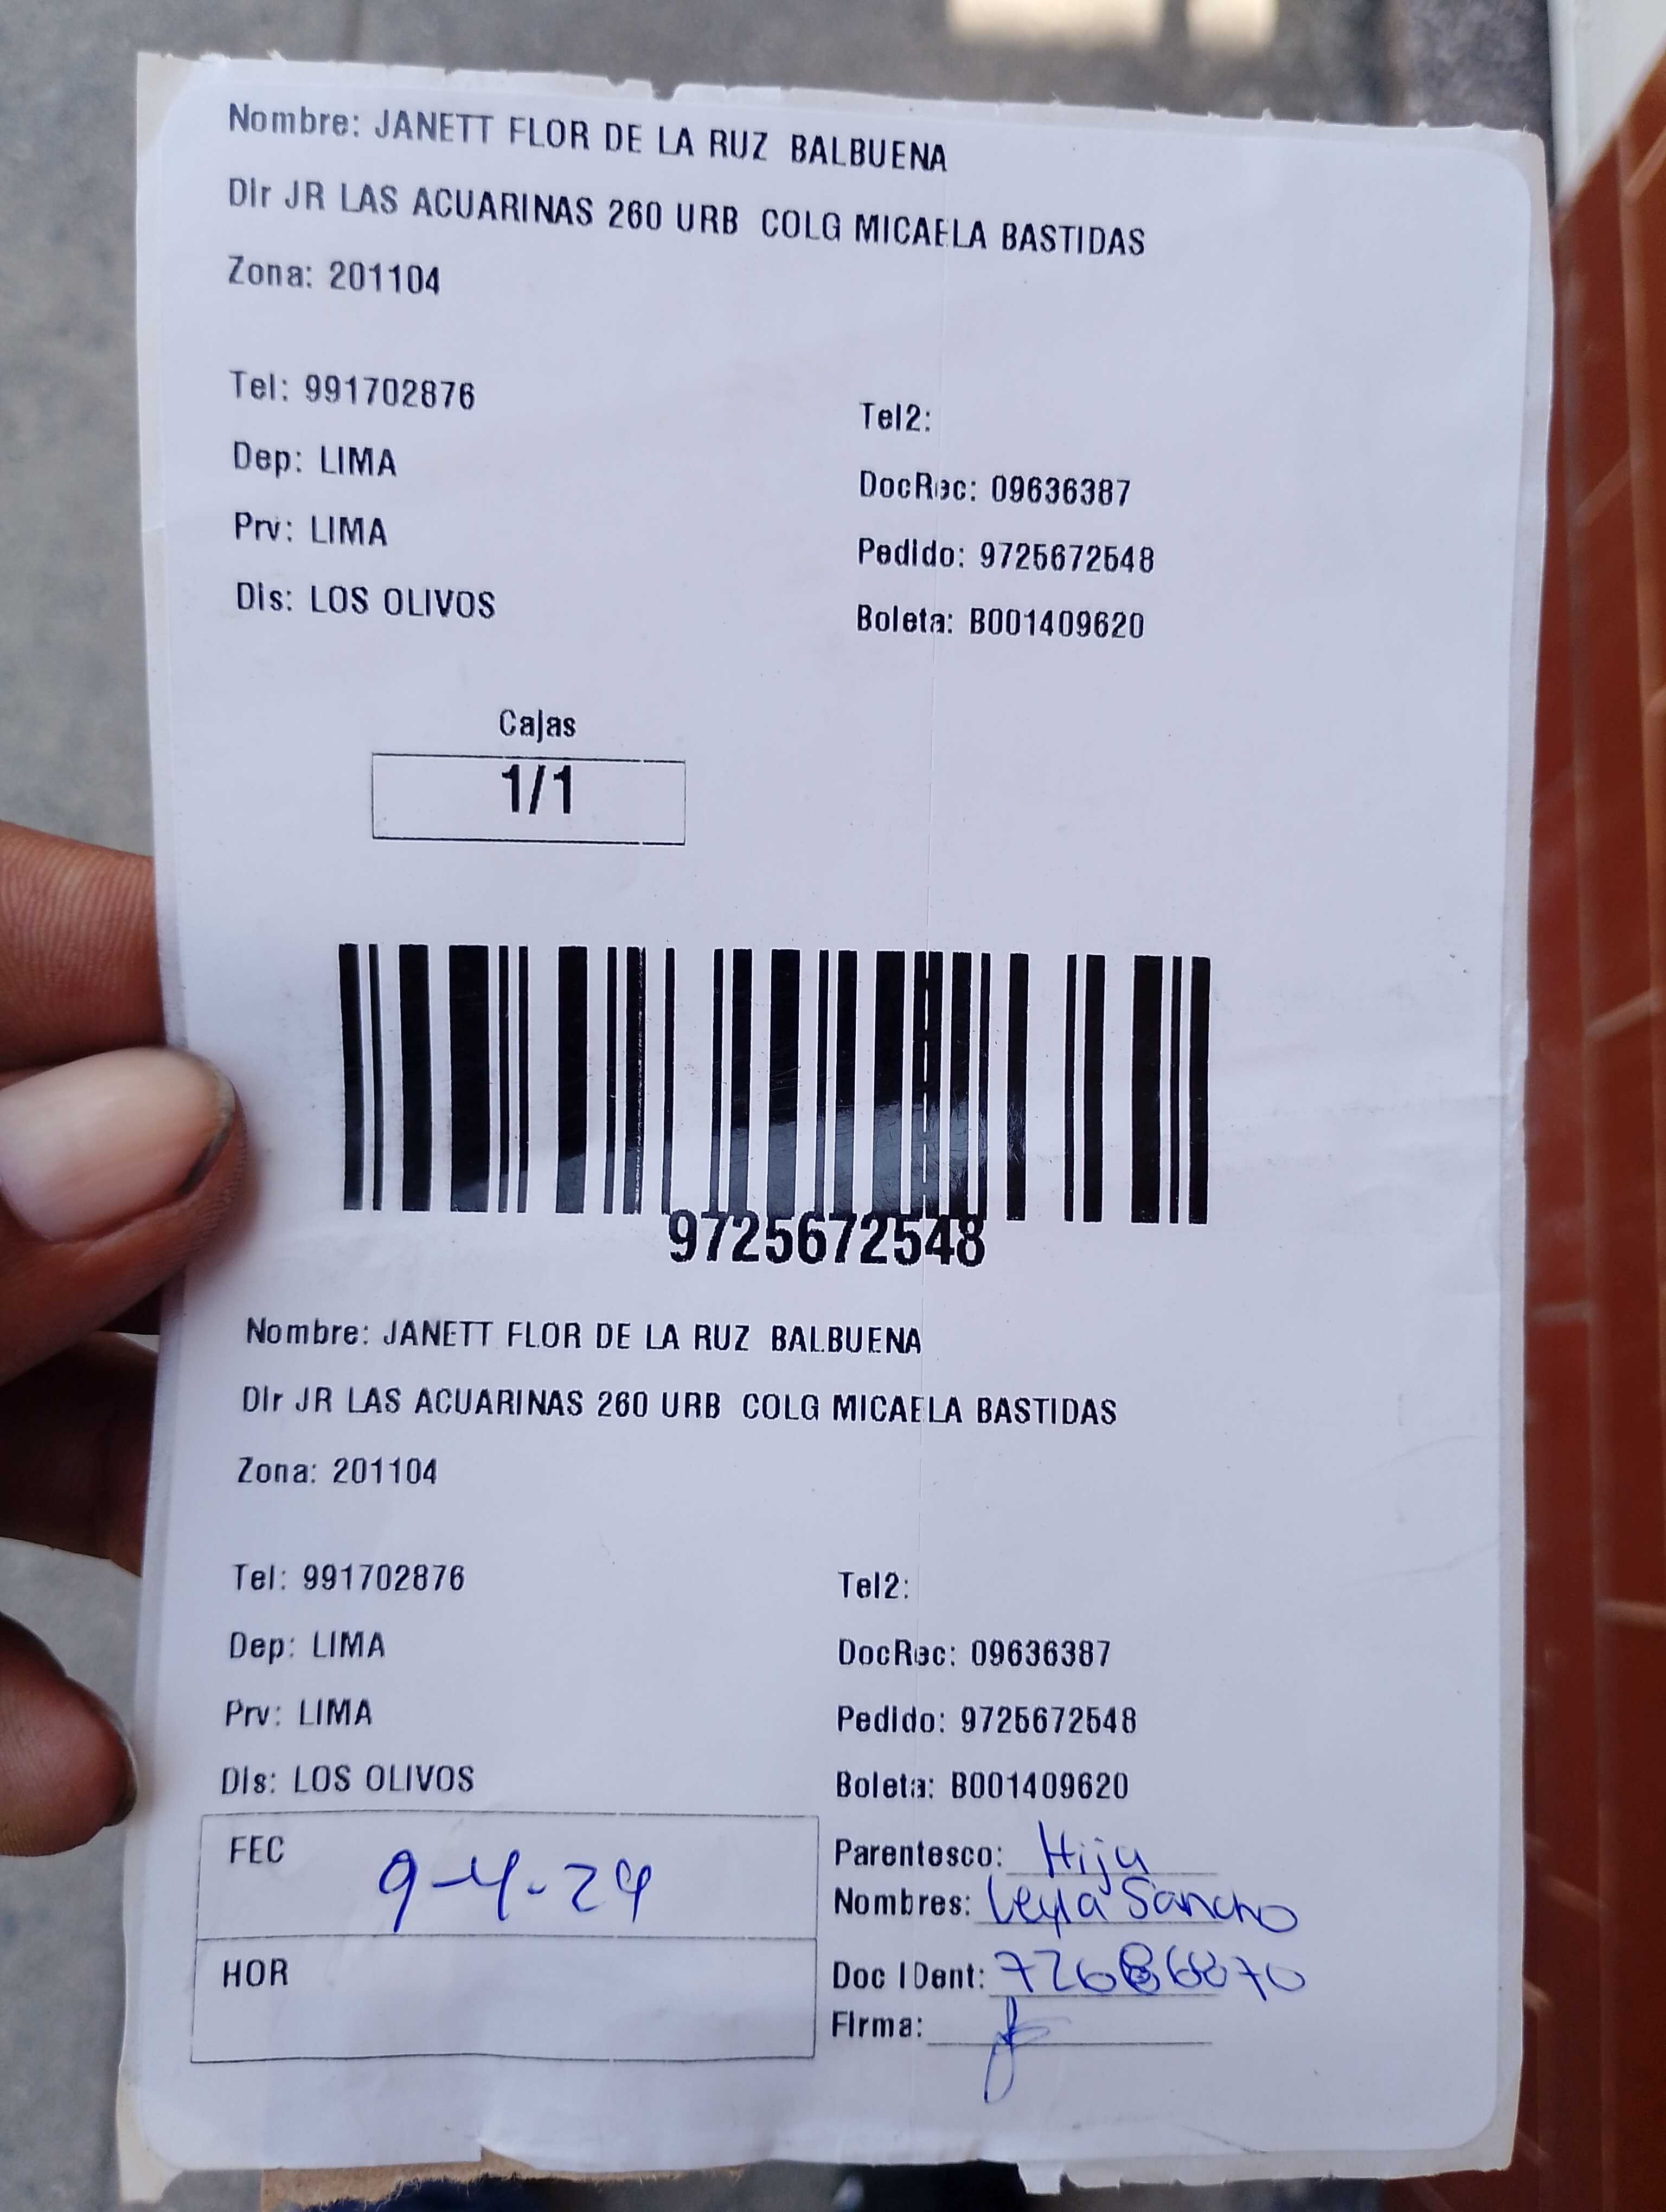 Nombre: JANETT FLOR DE LA RUZ BALBUENA
Dir JR LAS ACUARINAS 260 URB COLG MICAELA BASTIDAS
Zona: 201104
Tel: 991702876
Tel2:
Dep: LIMA
DocRec: 09636387
Prv: LIMA
Pedido: 9725672548
Dis: LOS OLIVOS
Boleta: B001409620
Cajas
1/1
9725672548
Nombre: JANETT FLOR DE LA RUZ BALBUENA
Dir JR LAS ACUARINAS 260 URB COLG MICAELA BASTIDAS
Zona: 201104
Tel: 991702876
Tel2:
Dep: LIMA
DocRec: 09636387
Prv: LIMA
Pedido: 9725672548
Dis: LOS OLIVOS
Boleta: B001409620
FEC 9-4-24
Parentesco: Hija
Nombres: Leyla Sancho
HOR
Doc IDent:
Firma: